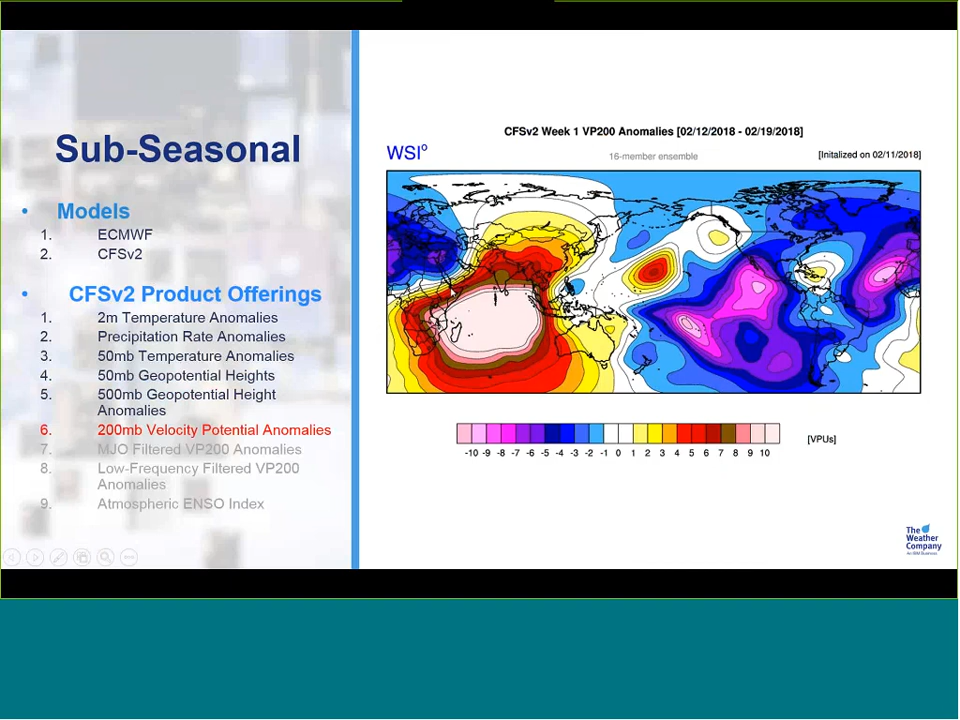 Sub-Seasonal
• Models
1. ECMWF
2. CFSv2
• CFSv2 Product Offerings
1. 2m Temperature Anomalies
2. Precipitation Rate Anomalies
3. 50mb Temperature Anomalies
4. 50mb Geopotential Heights
5. 500mb Geopotential Height
Anomalies
6. 200mb Velocity Potential Anomalies
7. MJO Filtered VP200 Anomalies
8. Low-Frequency Filtered VP200
Anomalies
9. Atmospheric ENSO Index
CFSv2 Week 1 VP200 Anomalies [02/12/2018 - 02/19/2018]
WSI
16-member ensemble
[Initalized on 02/11/2018]
-10 -9 -8 -7 -6 -5 -4 -3 -2 -1 0 1 2 3 4 5 6 7 8 9 10
[VPUs]
The
Weather
Company
An IBM Business